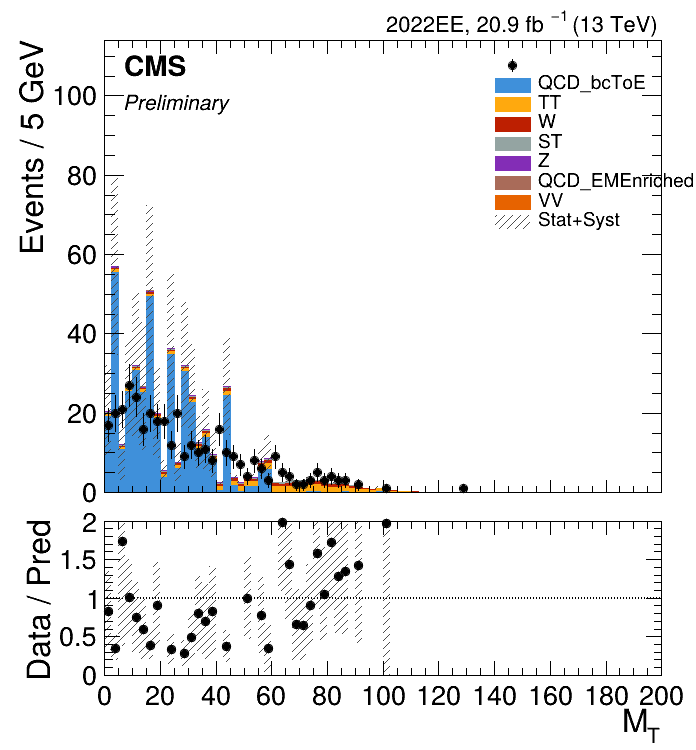 2022EE, 20.9 fb⁻¹ (13 TeV)
CMS
Preliminary
QCD_bcToE
TT
W
ST
Z
QCD_EMEnriched
VV
Stat+Syst
Events / 5 GeV
100
80
60
40
20
0
Data / Pred
2
1.5
1
0.5
0
0 20 40 60 80 100 120 140 160 180 200
M_T